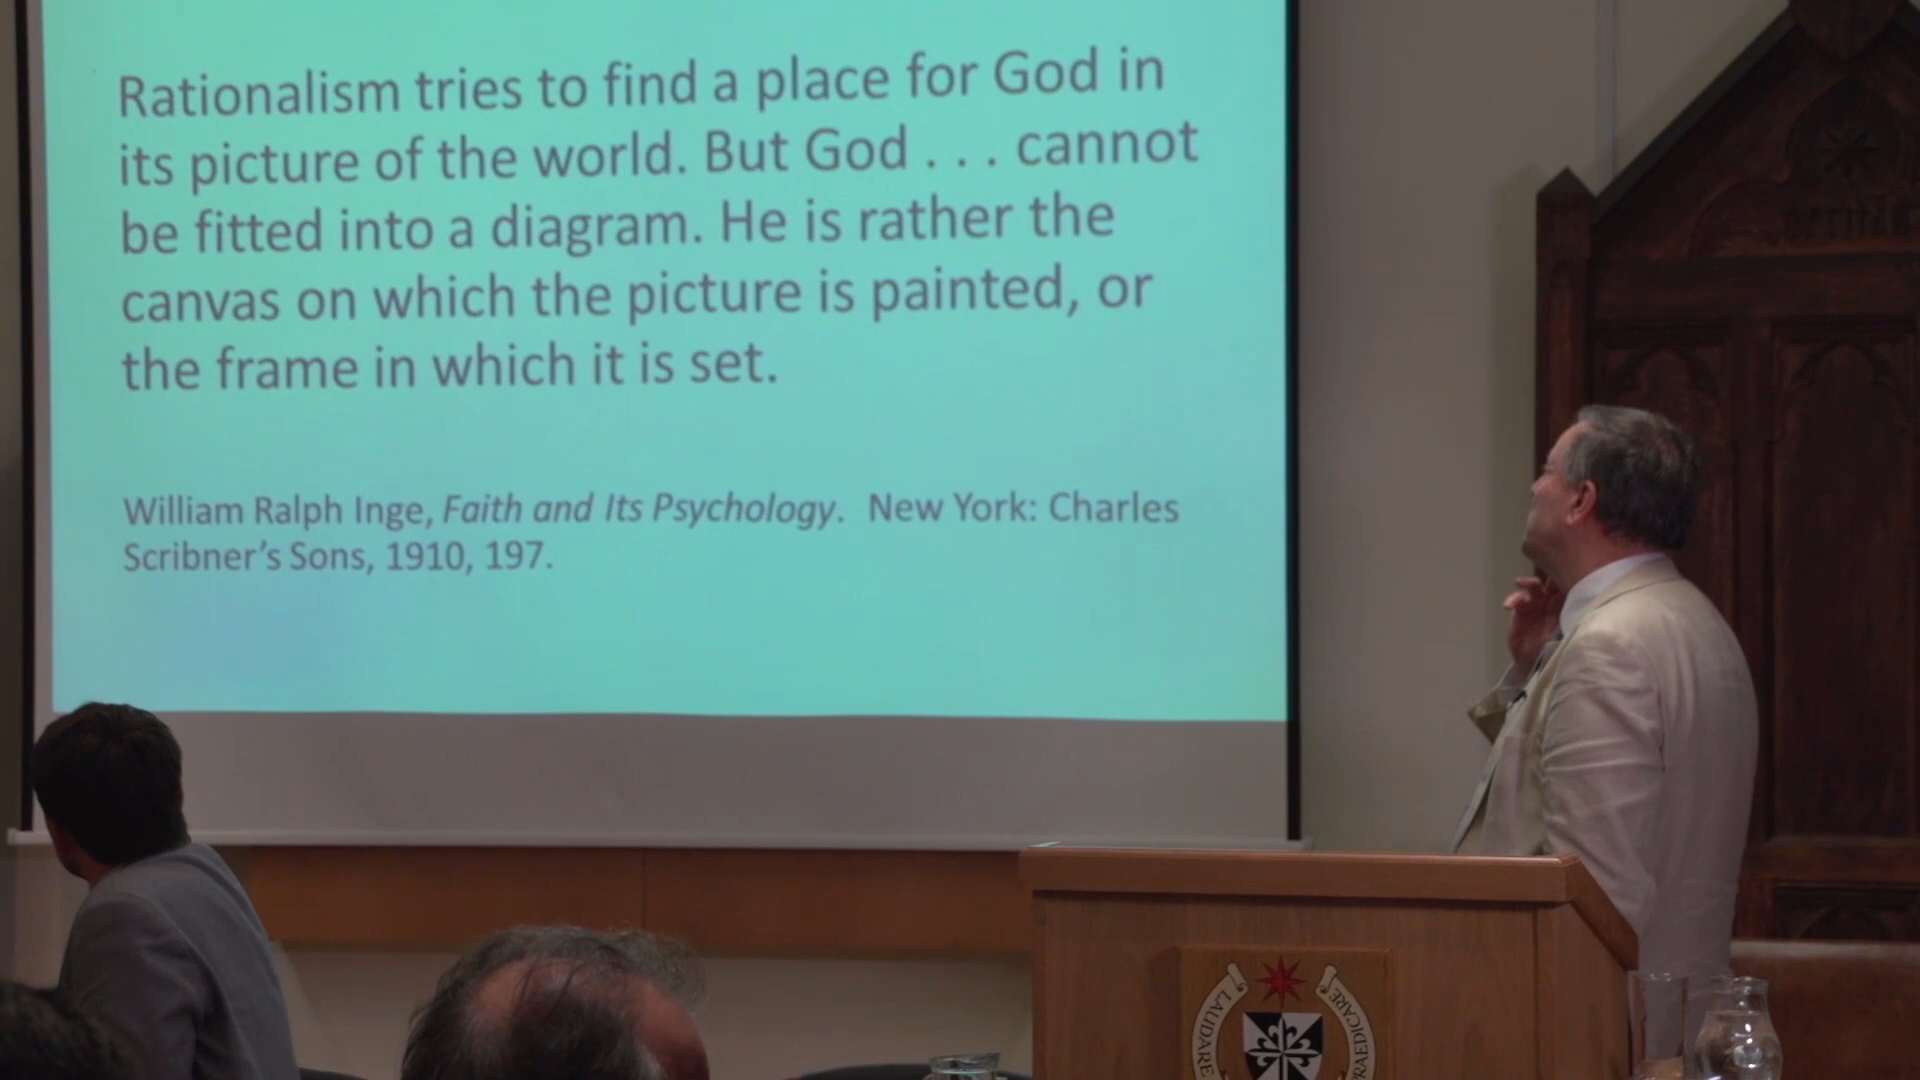 Rationalism tries to find a place for God in
its picture of the world. But God . . . cannot
be fitted into a diagram. He is rather the
canvas on which the picture is painted, or
the frame in which it is set.
William Ralph Inge, Faith and Its Psychology. New York: Charles
Scribner's Sons, 1910, 197.
LAUDARE
PRAEDICARE